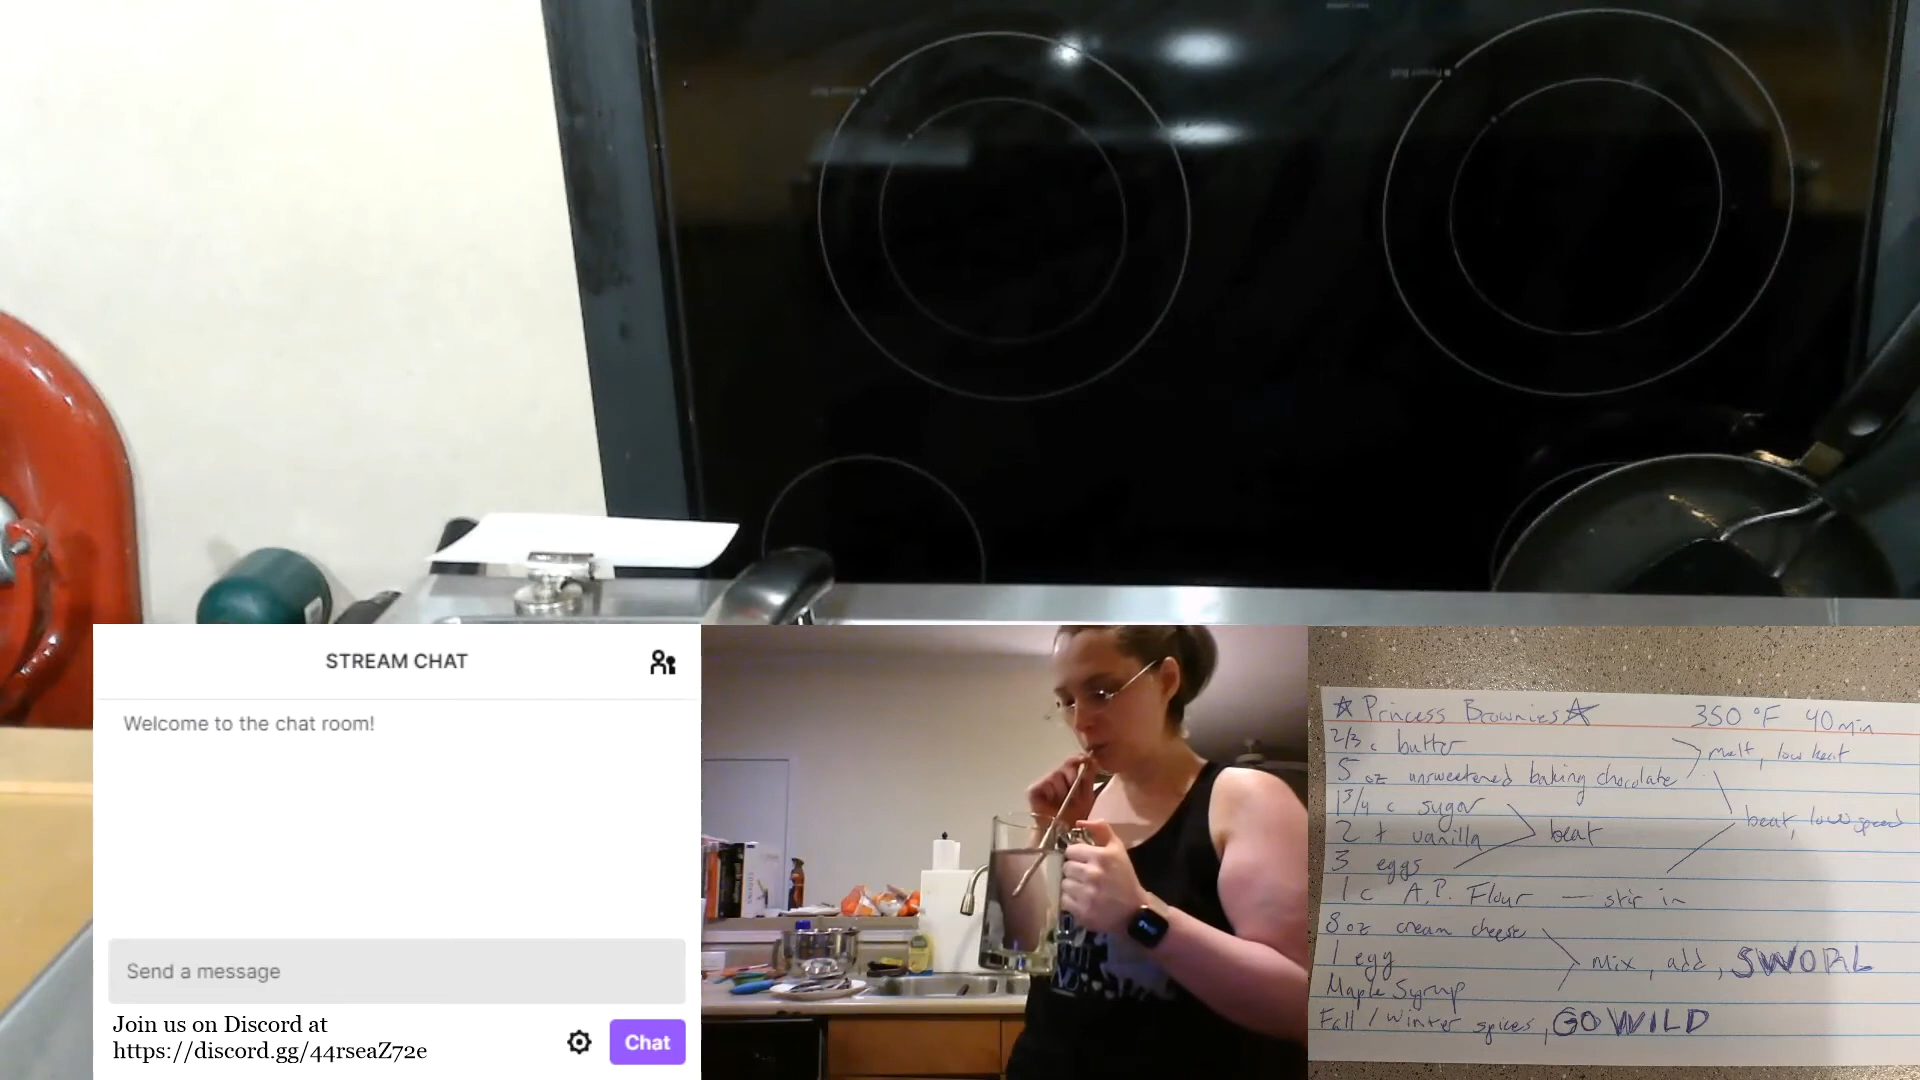 STREAM CHAT
Welcome to the chat room!
Send a message
Join us on Discord at
https://discord.gg/44rseaZ72e
Chat
☆ Princess Brownies ☆ 350 °F 40 min
2/3 c butter
melt, low heat
5 oz unsweetened baking chocolate
1 3/4 c sugar
beat, low speed
2 t vanilla
beat
3 eggs
1 c A.P. Flour — stir in
8 oz cream cheese
1 egg
mix, add, SWORL
Maple Syrup
Fall / Winter spices, GO WILD